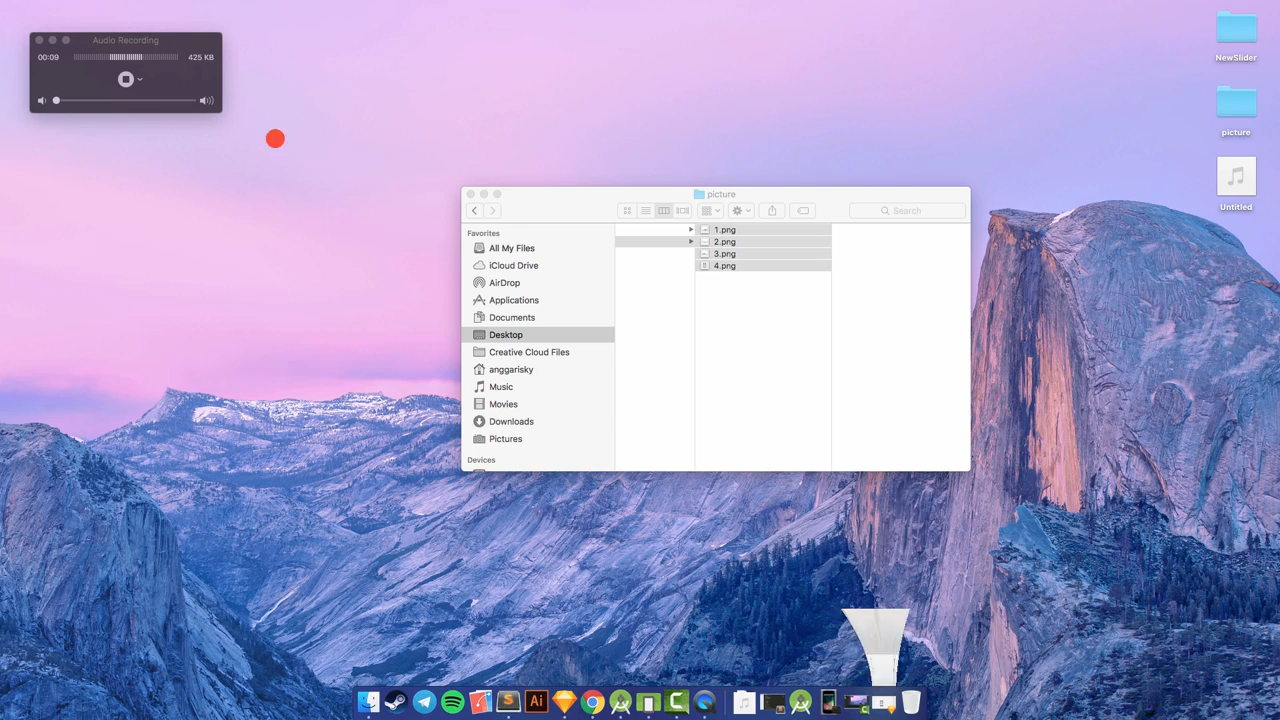 Audio Recording
00:09
425 KB
NewSlider
picture
Untitled
picture
Search
Favorites
All My Files
iCloud Drive
AirDrop
Applications
Documents
Desktop
Creative Cloud Files
anggarisky
Music
Movies
Downloads
Pictures
Devices
1.png
2.png
3.png
4.png
S
Ai
C